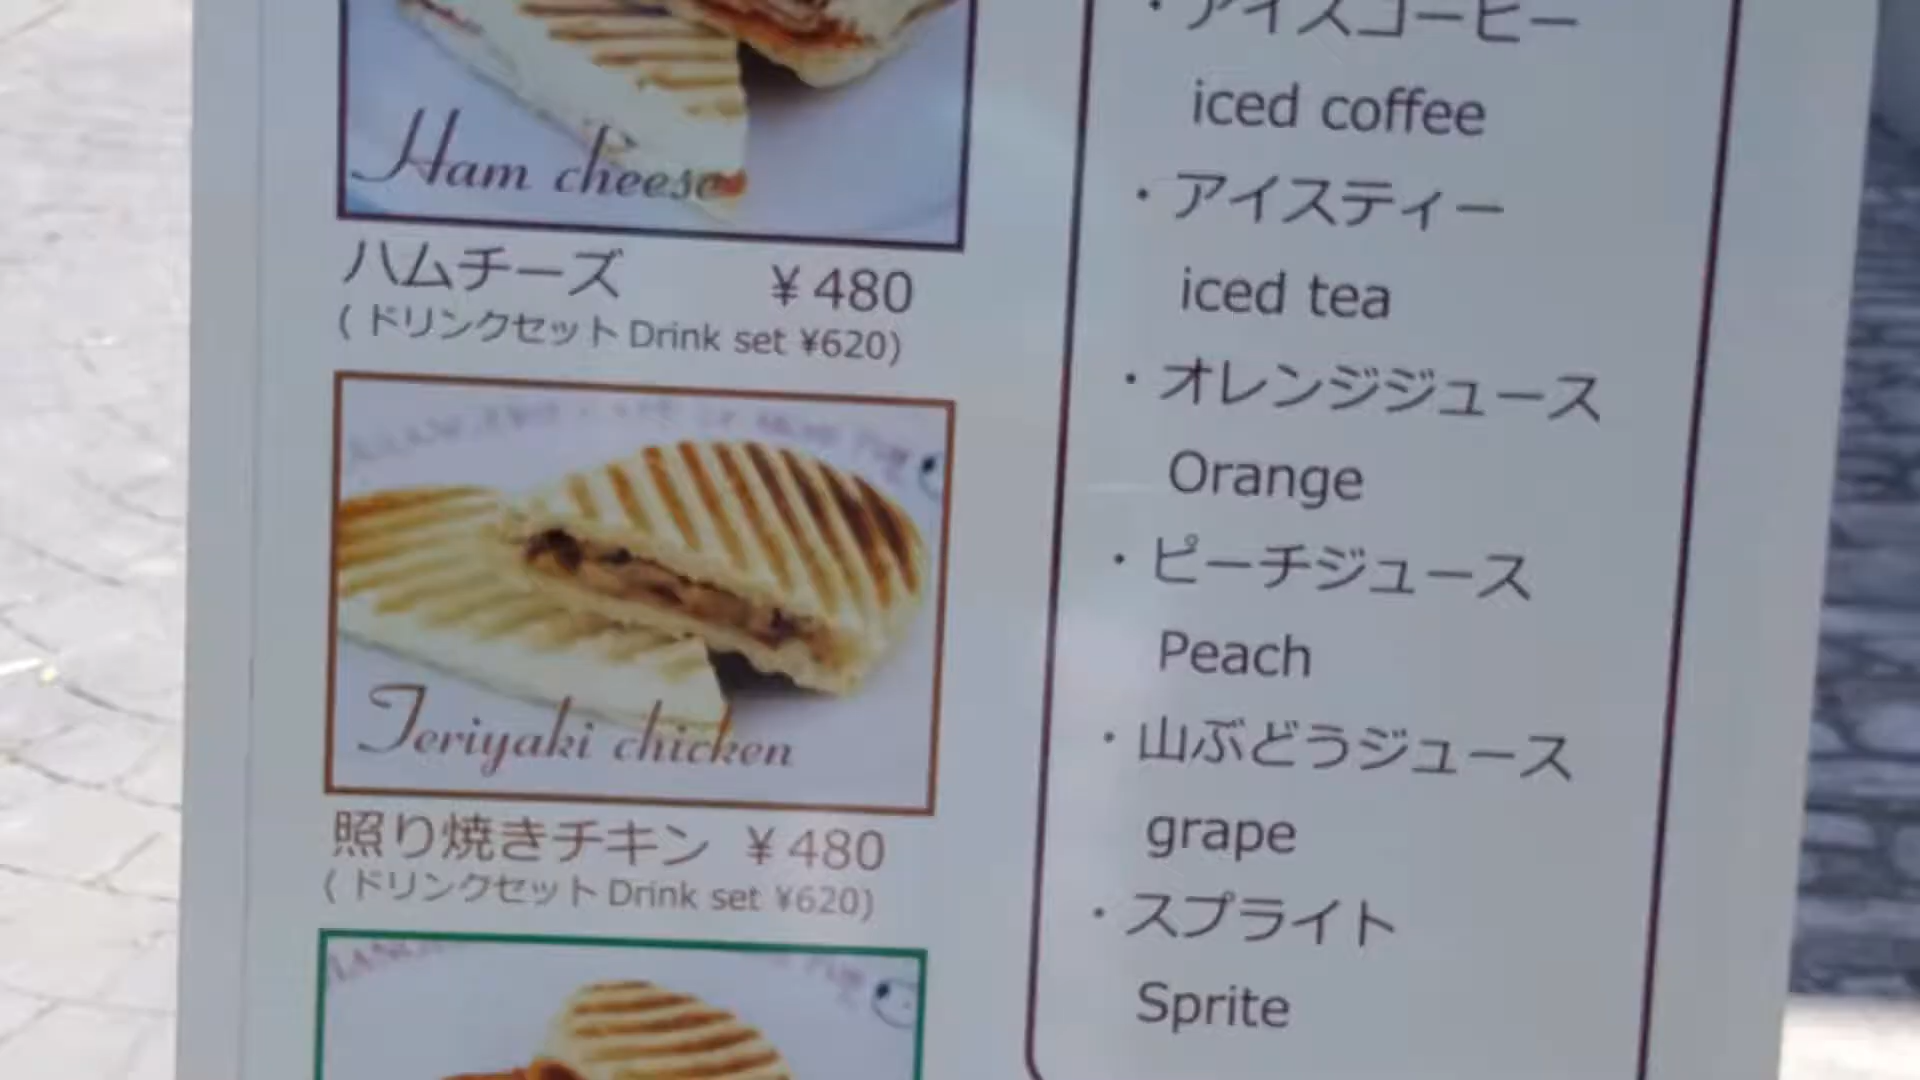 Ham cheese
ハムチーズ ¥480
(ドリンクセット Drink set ¥620)
Teriyaki chicken
照り焼きチキン ¥480
(ドリンクセット Drink set ¥620)
・アイスコーヒー
iced coffee
・アイスティー
iced tea
・オレンジジュース
Orange
・ピーチジュース
Peach
・山ぶどうジュース
grape
・スプライト
Sprite